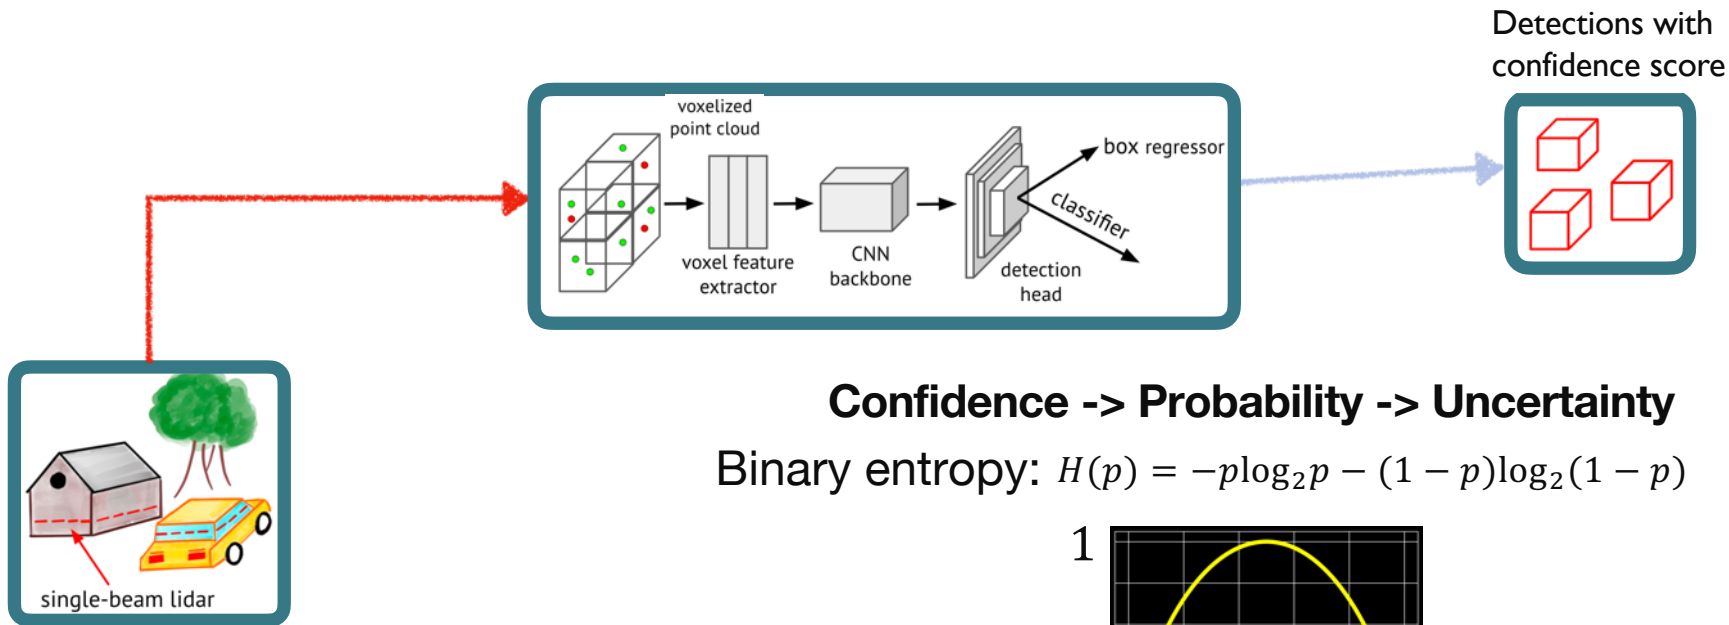 Detections with
confidence score
voxelized
point cloud
box regressor
classifier
voxel feature
extractor
CNN
backbone
detection
head
single-beam lidar
Confidence -> Probability -> Uncertainty
Binary entropy: H(p) = −plog₂p − (1 − p)log₂(1 − p)
1